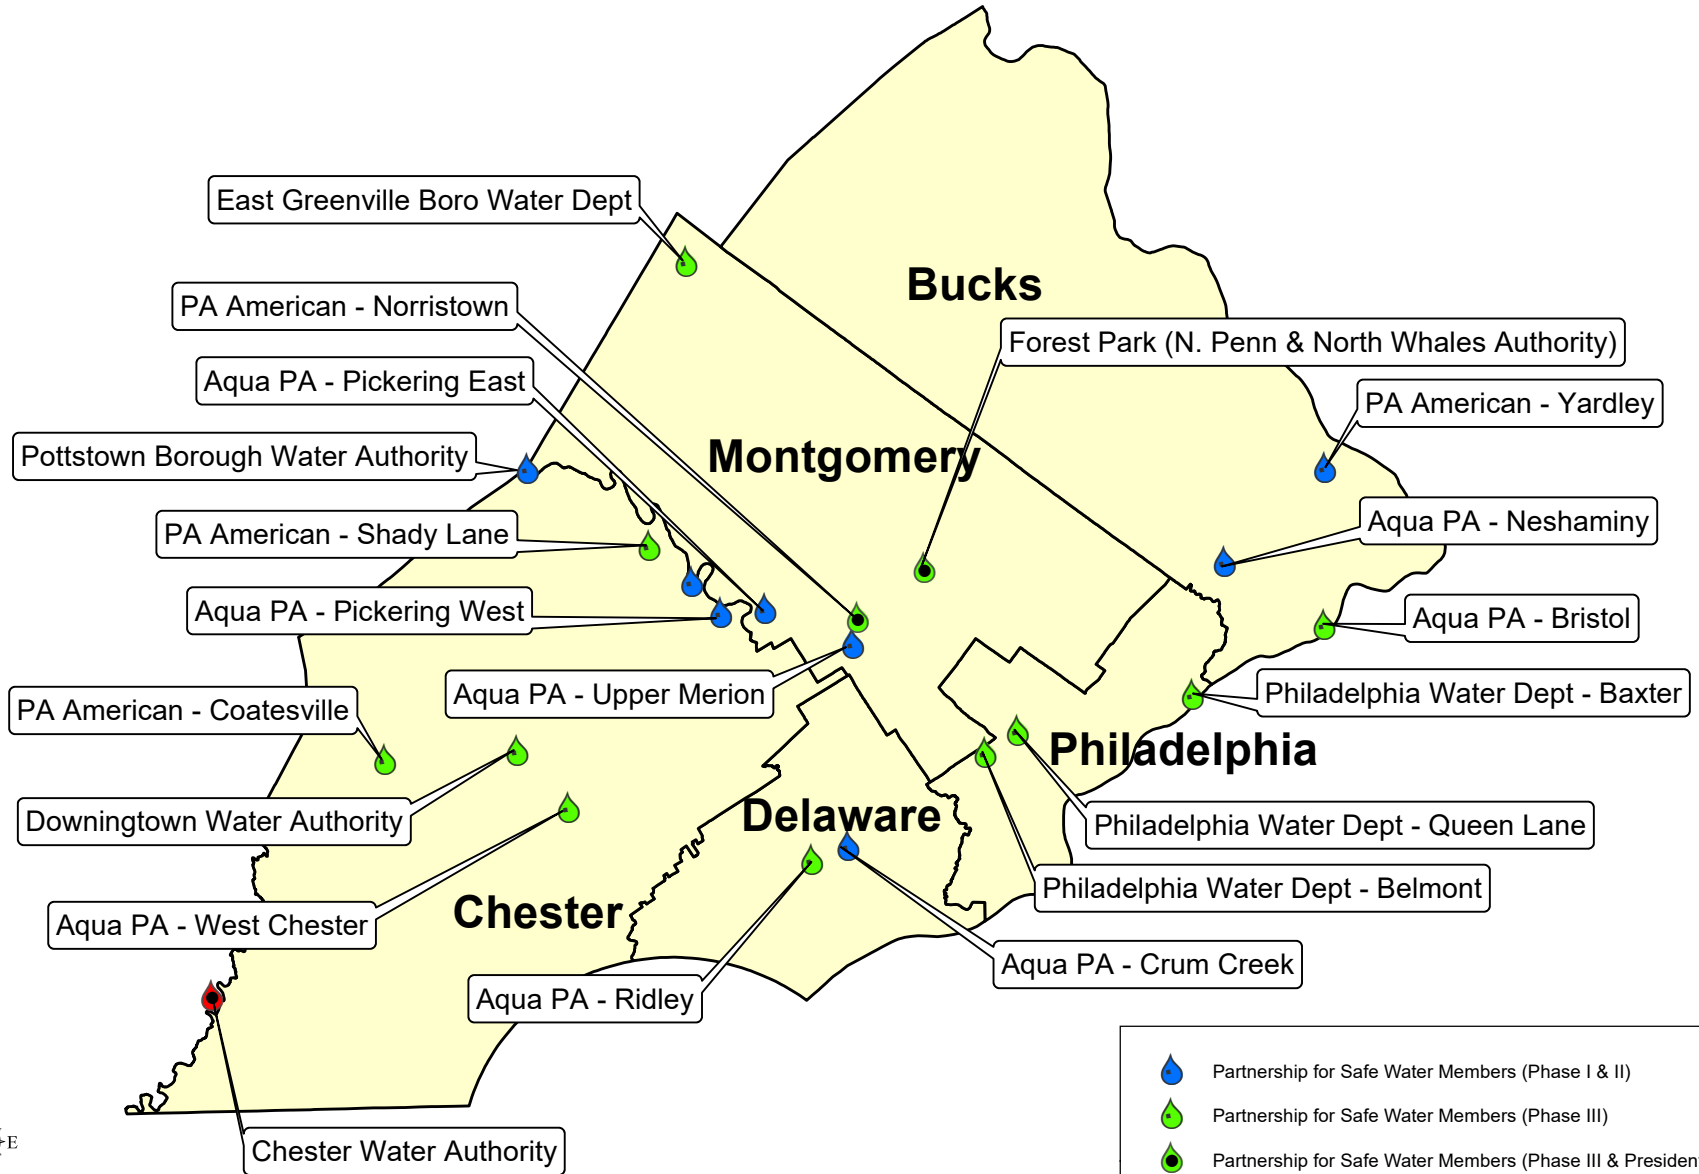 East Greenville Boro Water Dept
Bucks
PA American - Norristown
Forest Park (N. Penn & North Whales Authority)
Aqua PA - Pickering East
PA American - Yardley
Pottstown Borough Water Authority
Montgomery
PA American - Shady Lane
Aqua PA - Neshaminy
Aqua PA - Pickering West
Aqua PA - Bristol
Aqua PA - Upper Merion
Philadelphia Water Dept - Baxter
PA American - Coatesville
Philadelphia
Downingtown Water Authority
Delaware
Philadelphia Water Dept - Queen Lane
Philadelphia Water Dept - Belmont
Aqua PA - West Chester
Chester
Aqua PA - Crum Creek
Aqua PA - Ridley
Partnership for Safe Water Members (Phase I & II)
Partnership for Safe Water Members (Phase III)
E
Chester Water Authority
Partnership for Safe Water Members (Phase III & Presiden